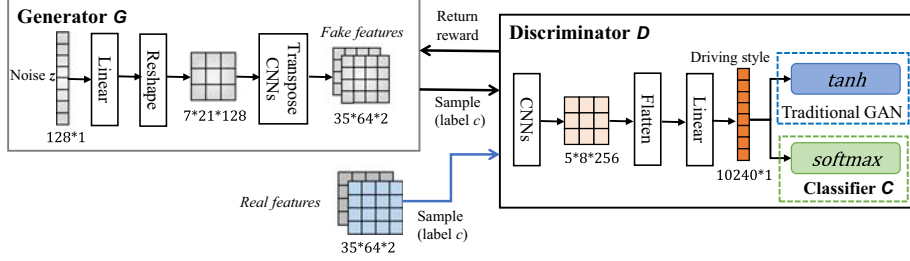 Generator G
Noise z
128*1
Linear
Reshape
7*21*128
Transpose
CNNs
Fake features
35*64*2
Return
reward
Sample
(label c)
Real features
35*64*2
Sample
(label c)
Discriminator D
CNNs
5*8*256
Flatten
Linear
Driving style
10240*1
tanh
Traditional GAN
softmax
Classifier C